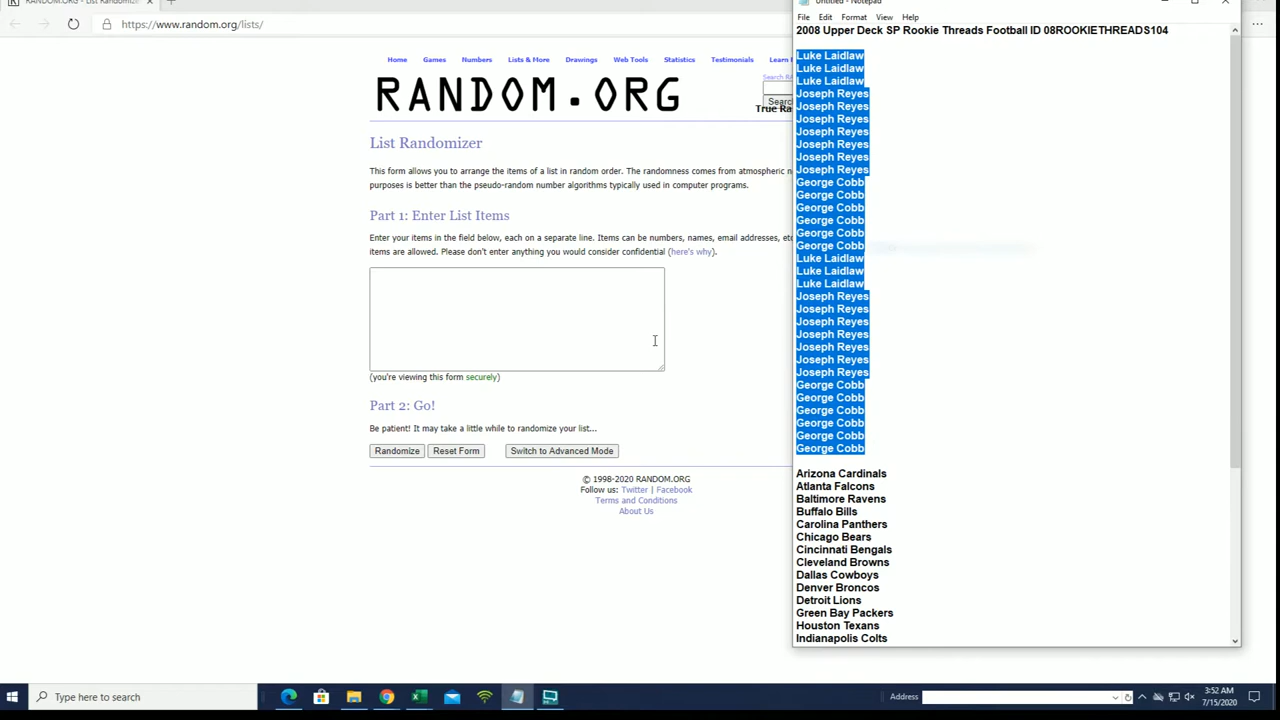 RANDOM.ORG - List Randomizer
https://www.random.org/lists/
Home Games Numbers Lists & More Drawings Web Tools Statistics Testimonials Learn
RANDOM.ORG
Search
True
List Randomizer
This form allows you to arrange the items of a list in random order. The randomness comes from atmospheric
purposes is better than the pseudo-random number algorithms typically used in computer programs.
Part 1: Enter List Items
Enter your items in the field below, each on a separate line. Items can be numbers, names, email addresses,
items are allowed. Please don't enter anything you would consider confidential (here's why).
(you're viewing this form securely)
Part 2: Go!
Be patient! It may take a little while to randomize your list...
Randomize Reset Form Switch to Advanced Mode
© 1998-2020 RANDOM.ORG
Follow us: Twitter | Facebook
Terms and Conditions
About Us
Untitled - Notepad
File Edit Format View Help
2008 Upper Deck SP Rookie Threads Football ID 08ROOKIETHREADS104
Luke Laidlaw
Luke Laidlaw
Luke Laidlaw
Joseph Reyes
Joseph Reyes
Joseph Reyes
Joseph Reyes
Joseph Reyes
Joseph Reyes
Joseph Reyes
George Cobb
George Cobb
George Cobb
George Cobb
George Cobb
George Cobb
Luke Laidlaw
Luke Laidlaw
Luke Laidlaw
Joseph Reyes
Joseph Reyes
Joseph Reyes
Joseph Reyes
Joseph Reyes
Joseph Reyes
Joseph Reyes
George Cobb
George Cobb
George Cobb
George Cobb
George Cobb
George Cobb
Arizona Cardinals
Atlanta Falcons
Baltimore Ravens
Buffalo Bills
Carolina Panthers
Chicago Bears
Cincinnati Bengals
Cleveland Browns
Dallas Cowboys
Denver Broncos
Detroit Lions
Green Bay Packers
Houston Texans
Indianapolis Colts
Type here to search
Address
3:52 AM
7/15/2020